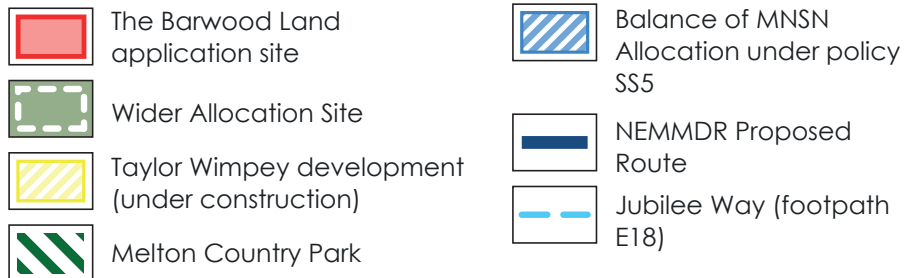 The Barwood Land
application site
Wider Allocation Site
Taylor Wimpey development
(under construction)
Melton Country Park
Balance of MNSN
Allocation under policy
SS5
NEMMDR Proposed
Route
Jubilee Way (footpath
E18)